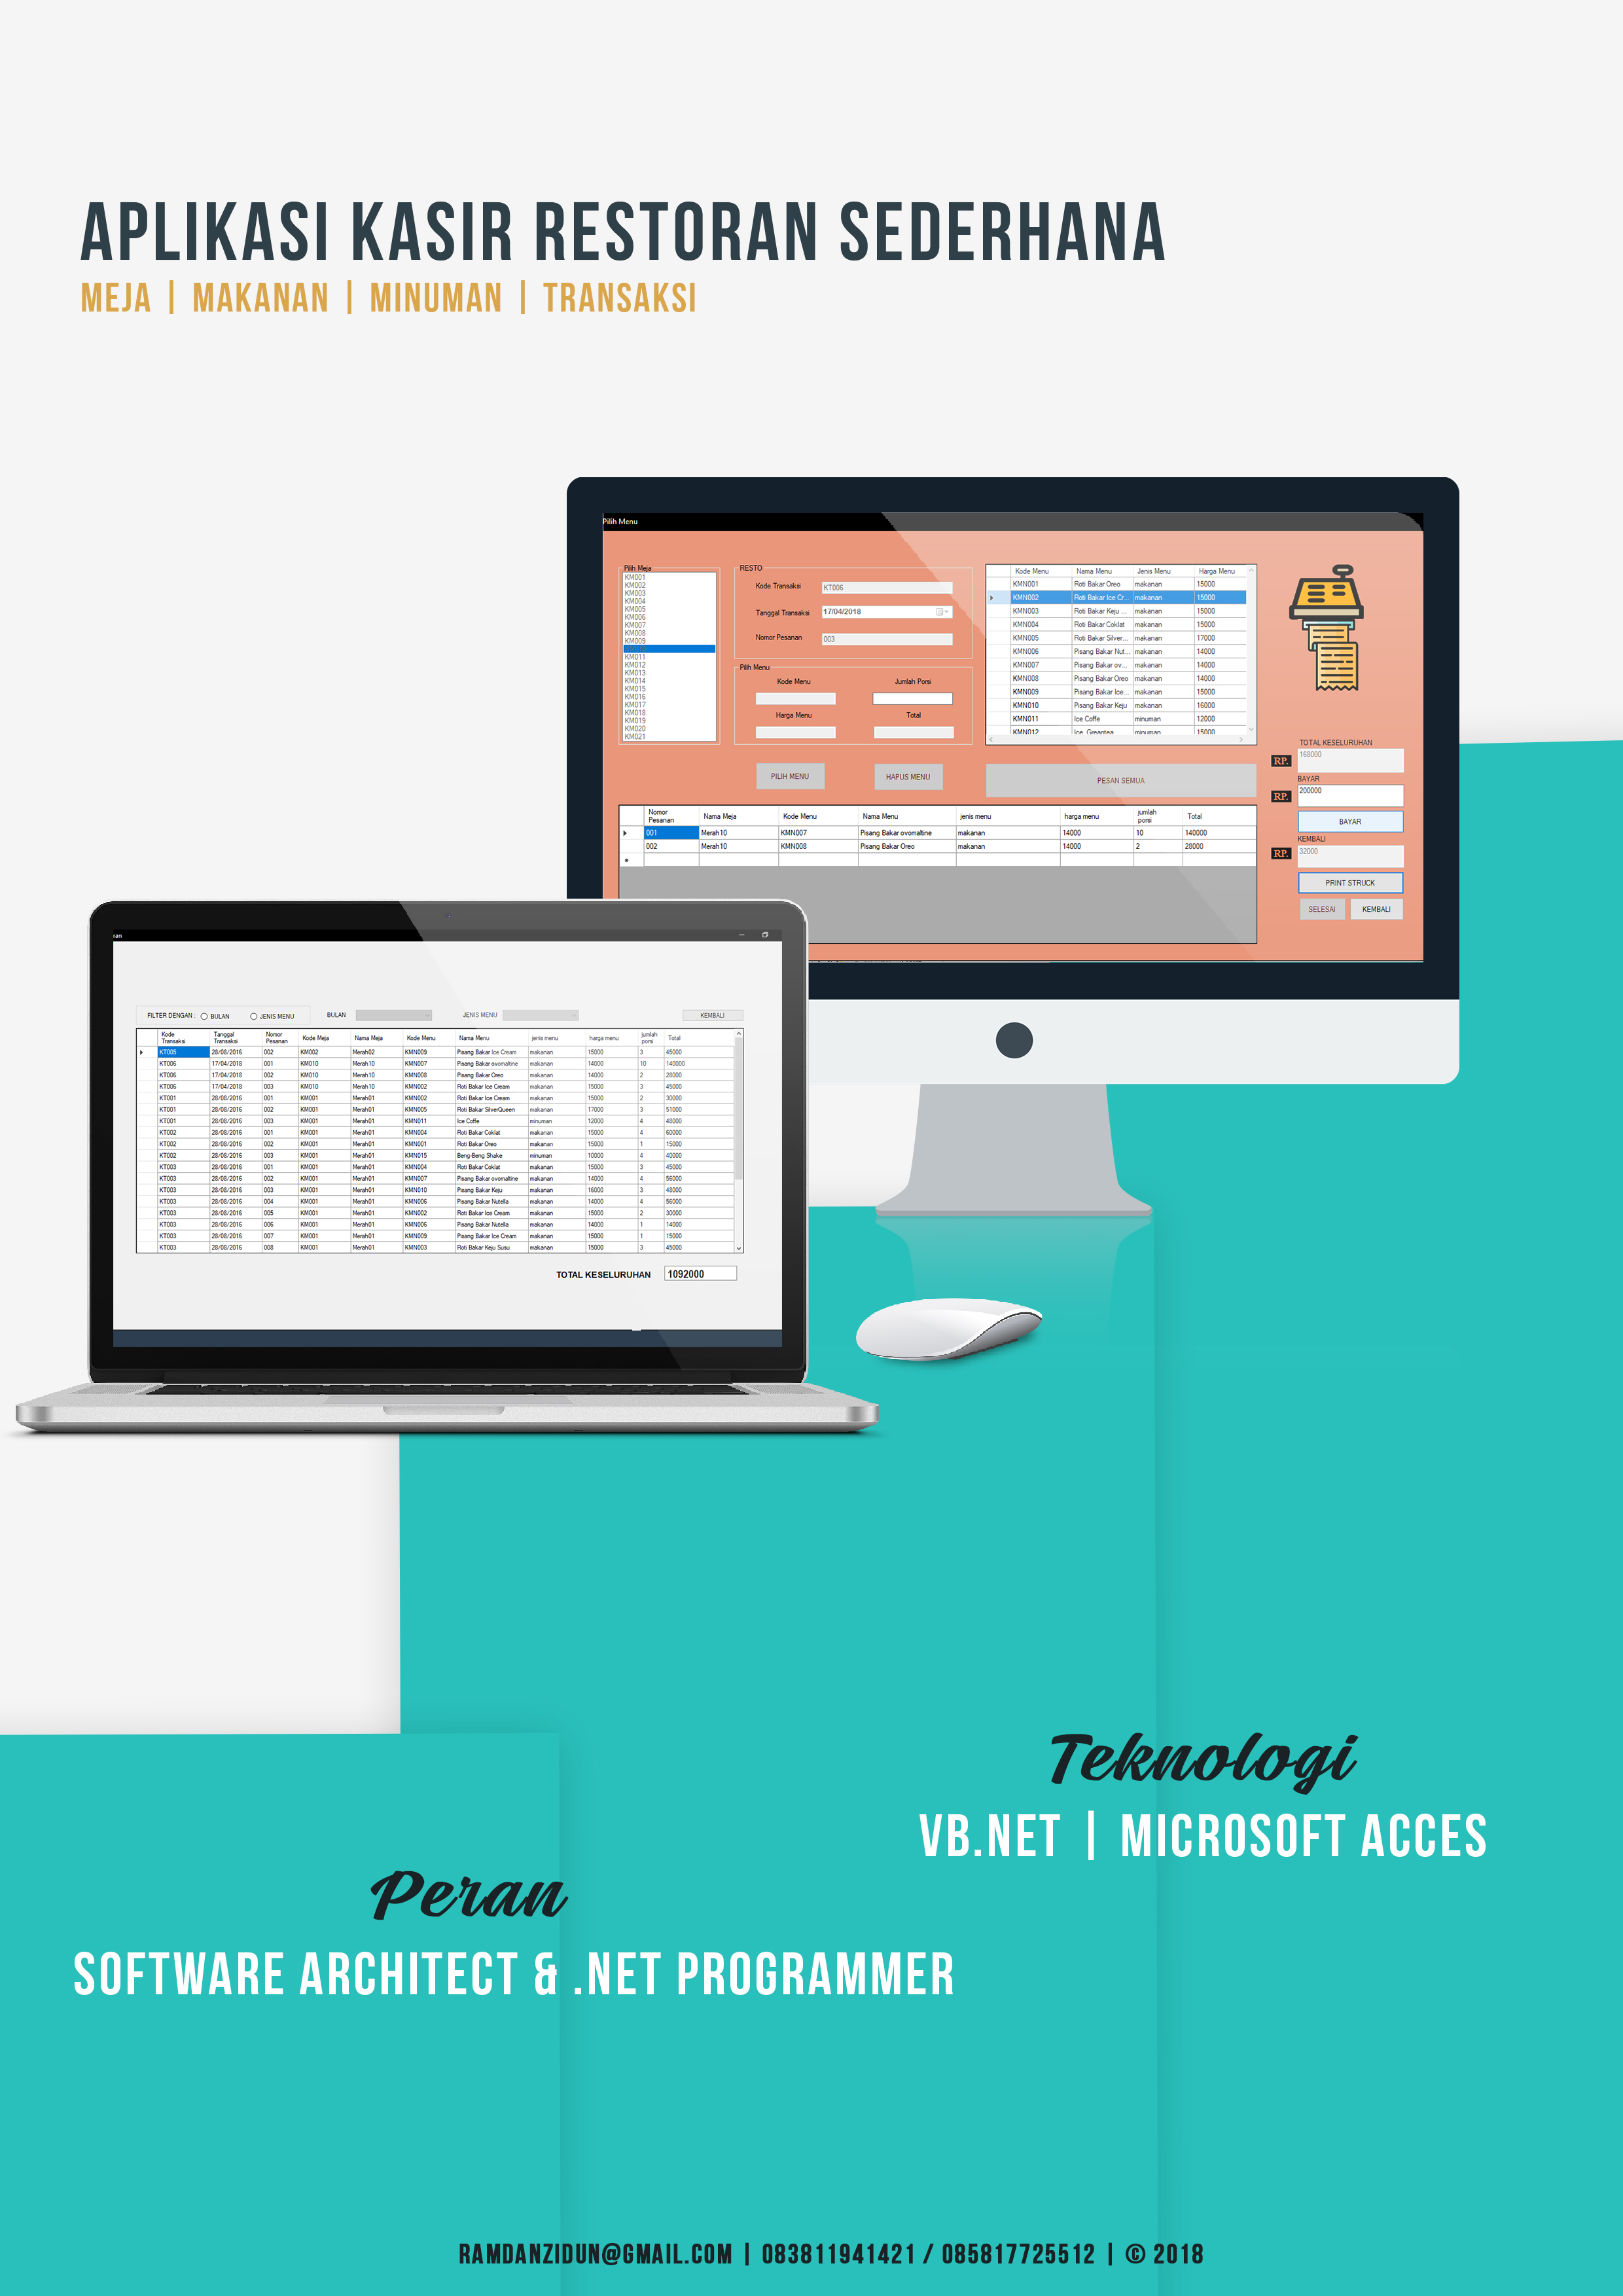 APLIKASI KASIR RESTORAN SEDERHANA
MEJA | MAKANAN | MINUMAN | TRANSAKSI
Pilih Menu
Pilih Meja
KM001
KM002
KM003
KM004
KM005
KM006
KM007
KM008
KM009
KM011
KM012
KM013
KM014
KM015
KM016
KM017
KM018
KM019
KM020
KM021
RESTO
Kode Transaksi KT006
Tanggal Transaksi 17/04/2018
Nomor Pesanan 003
Pilih Menu
Kode Menu Jumlah Porsi
Harga Menu Total
PILIH MENU HAPUS MENU PESAN SEMUA
Kode Menu Nama Menu Jenis Menu Harga Menu
KMN001 Roti Bakar Oreo makanan 15000
KMN002 Roti Bakar Ice Cr... makanan 15000
KMN003 Roti Bakar Keju ... makanan 15000
KMN004 Roti Bakar Coklat makanan 15000
KMN005 Roti Bakar Silver... makanan 17000
KMN006 Pisang Bakar Nut... makanan 14000
KMN007 Pisang Bakar ov... makanan 14000
KMN008 Pisang Bakar Oreo makanan 14000
KMN009 Pisang Bakar Ice... makanan 15000
KMN010 Pisang Bakar Keju makanan 16000
KMN011 Ice Coffe minuman 12000
KMN012 Ice Greantea minuman 15000
TOTAL KESELURUHAN
RP. 168000
BAYAR
RP. 200000
BAYAR
KEMBALI
RP. 32000
PRINT STRUCK
SELESAI KEMBALI
Nomor Pesanan Nama Meja Kode Menu Nama Menu jenis menu harga menu jumlah porsi Total
001 Merah10 KMN007 Pisang Bakar ovomaltine makanan 14000 10 140000
002 Merah10 KMN008 Pisang Bakar Oreo makanan 14000 2 28000
ran
FILTER DENGAN : BULAN JENIS MENU BULAN JENIS MENU KEMBALI
Kode Transaksi Tanggal Transaksi Nomor Pesanan Kode Meja Nama Meja Kode Menu Nama Menu jenis menu harga menu jumlah porsi Total
KT005 28/08/2016 002 KM002 Merah02 KMN009 Pisang Bakar Ice Cream makanan 15000 3 45000
KT006 17/04/2018 001 KM010 Merah10 KMN007 Pisang Bakar ovomaltine makanan 14000 10 140000
KT006 17/04/2018 002 KM010 Merah10 KMN008 Pisang Bakar Oreo makanan 14000 2 28000
KT006 17/04/2018 003 KM010 Merah10 KMN002 Roti Bakar Ice Cream makanan 15000 3 45000
KT001 28/08/2016 001 KM001 Merah01 KMN002 Roti Bakar Ice Cream makanan 15000 2 30000
KT001 28/08/2016 002 KM001 Merah01 KMN005 Roti Bakar SilverQueen makanan 17000 3 51000
KT001 28/08/2016 003 KM001 Merah01 KMN011 Ice Coffe minuman 12000 4 48000
KT002 28/08/2016 001 KM001 Merah01 KMN004 Roti Bakar Coklat makanan 15000 4 60000
KT002 28/08/2016 002 KM001 Merah01 KMN001 Roti Bakar Oreo makanan 15000 1 15000
KT002 28/08/2016 003 KM001 Merah01 KMN015 Beng-Beng Shake minuman 10000 4 40000
KT003 28/08/2016 001 KM001 Merah01 KMN004 Roti Bakar Coklat makanan 15000 3 45000
KT003 28/08/2016 002 KM001 Merah01 KMN007 Pisang Bakar ovomaltine makanan 14000 4 56000
KT003 28/08/2016 003 KM001 Merah01 KMN010 Pisang Bakar Keju makanan 16000 3 48000
KT003 28/08/2016 004 KM001 Merah01 KMN006 Pisang Bakar Nutella makanan 14000 4 56000
KT003 28/08/2016 005 KM001 Merah01 KMN002 Roti Bakar Ice Cream makanan 15000 2 30000
KT003 28/08/2016 006 KM001 Merah01 KMN006 Pisang Bakar Nutella makanan 14000 1 14000
KT003 28/08/2016 007 KM001 Merah01 KMN009 Pisang Bakar Ice Cream makanan 15000 1 15000
KT003 28/08/2016 008 KM001 Merah01 KMN003 Roti Bakar Keju Susu makanan 15000 3 45000
TOTAL KESELURUHAN 1092000
Teknologi
VB.NET | MICROSOFT ACCES
Peran
SOFTWARE ARCHITECT & .NET PROGRAMMER
RAMDANZIDUN@GMAIL.COM | 083811941421 / 085817725512 | © 2018